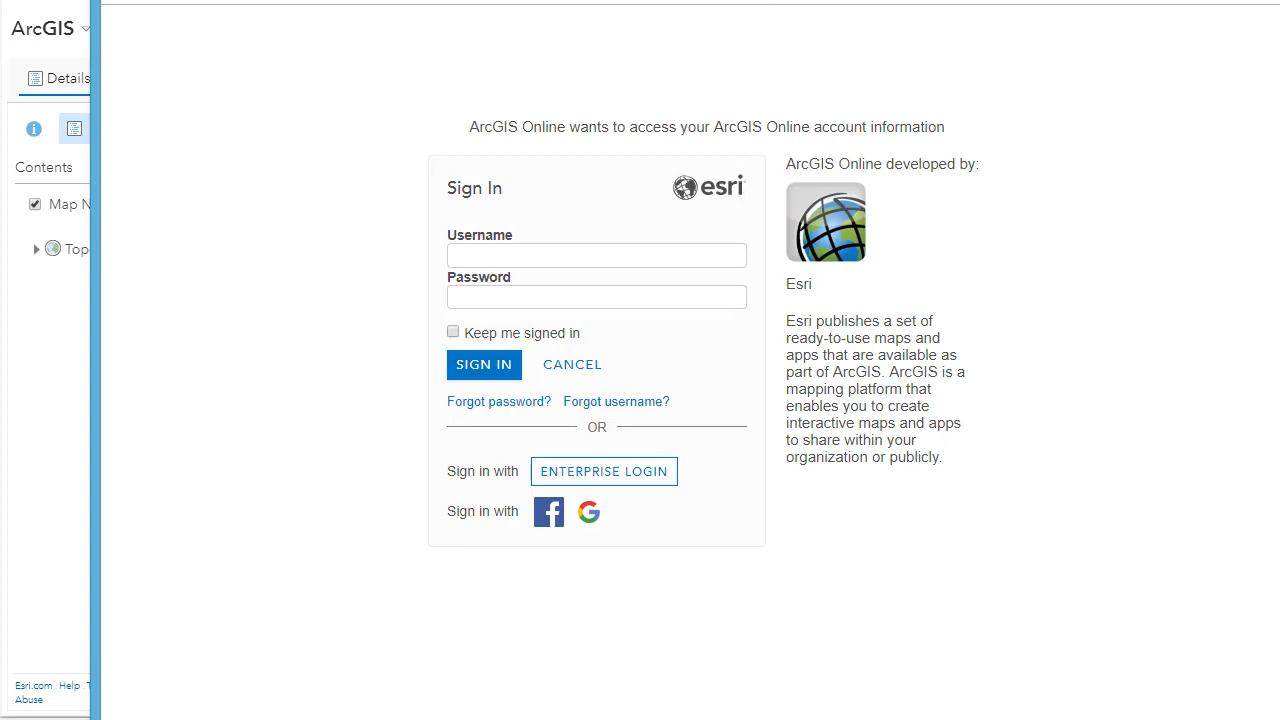 ArcGIS
Details
Contents
Map N
Top
Esri.com Help
Abuse
ArcGIS Online wants to access your ArcGIS Online account information
Sign In
esri
Username
Password
Keep me signed in
SIGN IN CANCEL
Forgot password? Forgot username?
OR
Sign in with ENTERPRISE LOGIN
Sign in with
ArcGIS Online developed by:
Esri
Esri publishes a set of
ready-to-use maps and
apps that are available as
part of ArcGIS. ArcGIS is a
mapping platform that
enables you to create
interactive maps and apps
to share within your
organization or publicly.